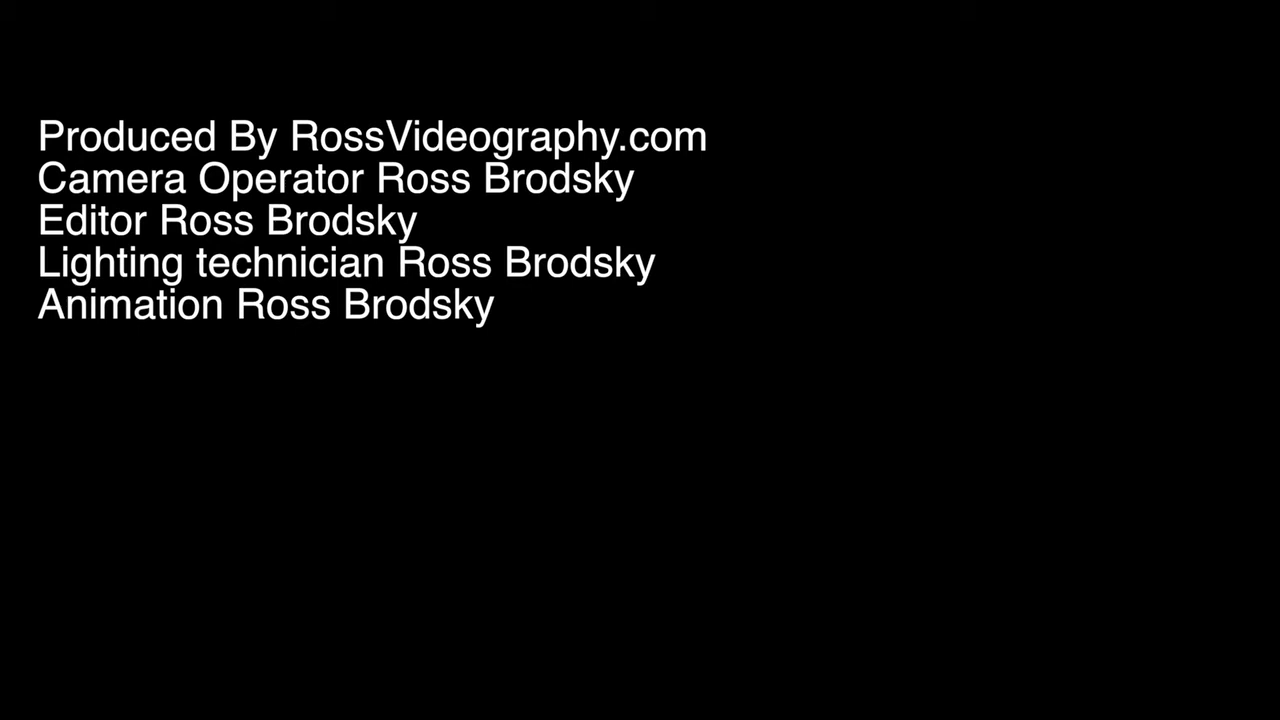 Produced By RossVideography.com
Camera Operator Ross Brodsky
Editor Ross Brodsky
Lighting technician Ross Brodsky
Animation Ross Brodsky